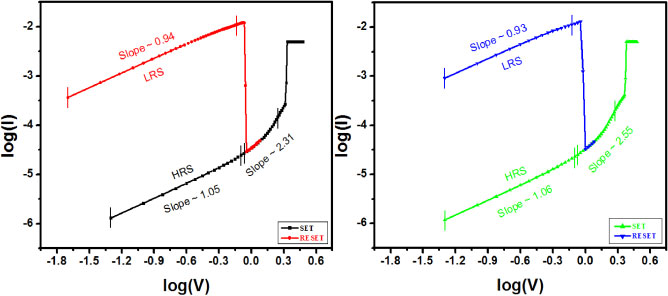 log(I)
-2
-3
-4
-5
-6
Slope ~ 0.94
LRS
HRS
Slope ~ 1.05
Slope ~ 2.31
SET
RESET
-1.8 -1.5 -1.2 -0.9 -0.6 -0.3 0.0 0.3 0.6
log(V)
log(I)
-2
-3
-4
-5
-6
Slope ~ 0.93
LRS
HRS
Slope ~ 1.06
Slope ~ 2.55
SET
RESET
-1.8 -1.5 -1.2 -0.9 -0.6 -0.3 0.0 0.3 0.6
log(V)